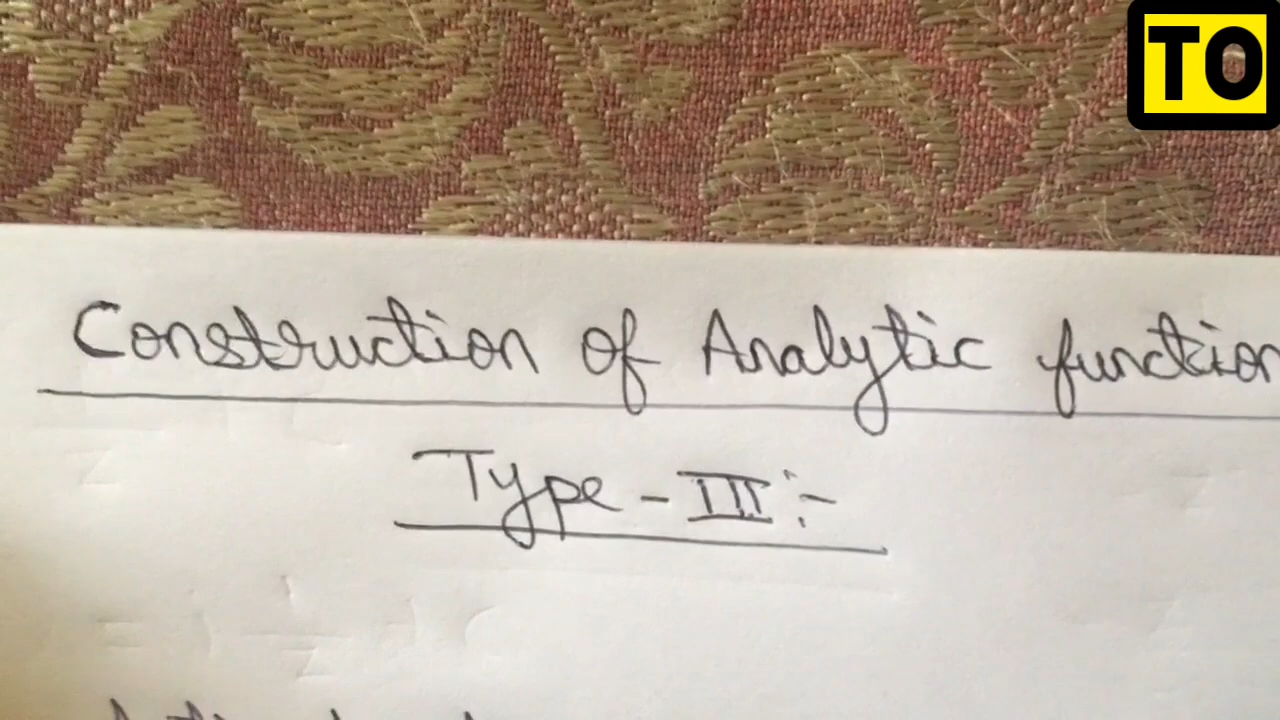 TO
Construction of Analytic function
Type - III :-